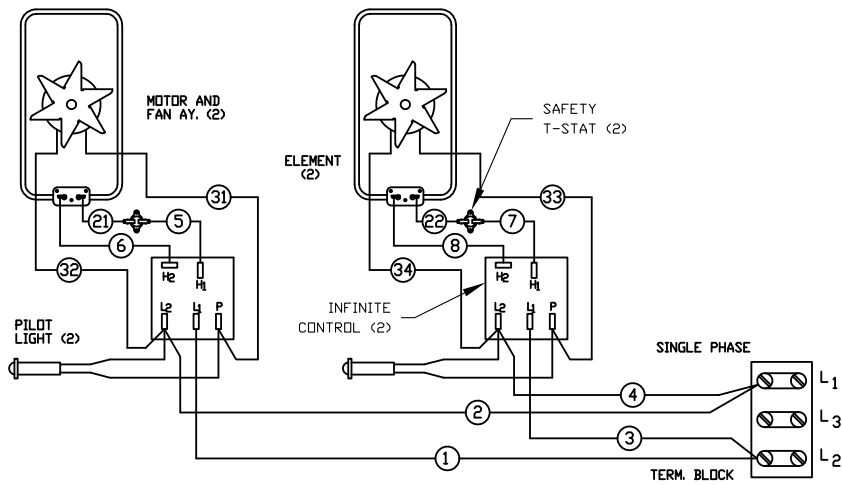 MOTOR AND
FAN AY. (2)
SAFETY
T-STAT (2)
ELEMENT
(2)
31
33
21
5
22
7
6
8
32
34
H2
H1
H2
H1
L2
L1
P
L2
L1
P
INFINITE
CONTROL (2)
PILOT
LIGHT (2)
SINGLE PHASE
4
L1
2
L3
3
1
L2
TERM. BLOCK